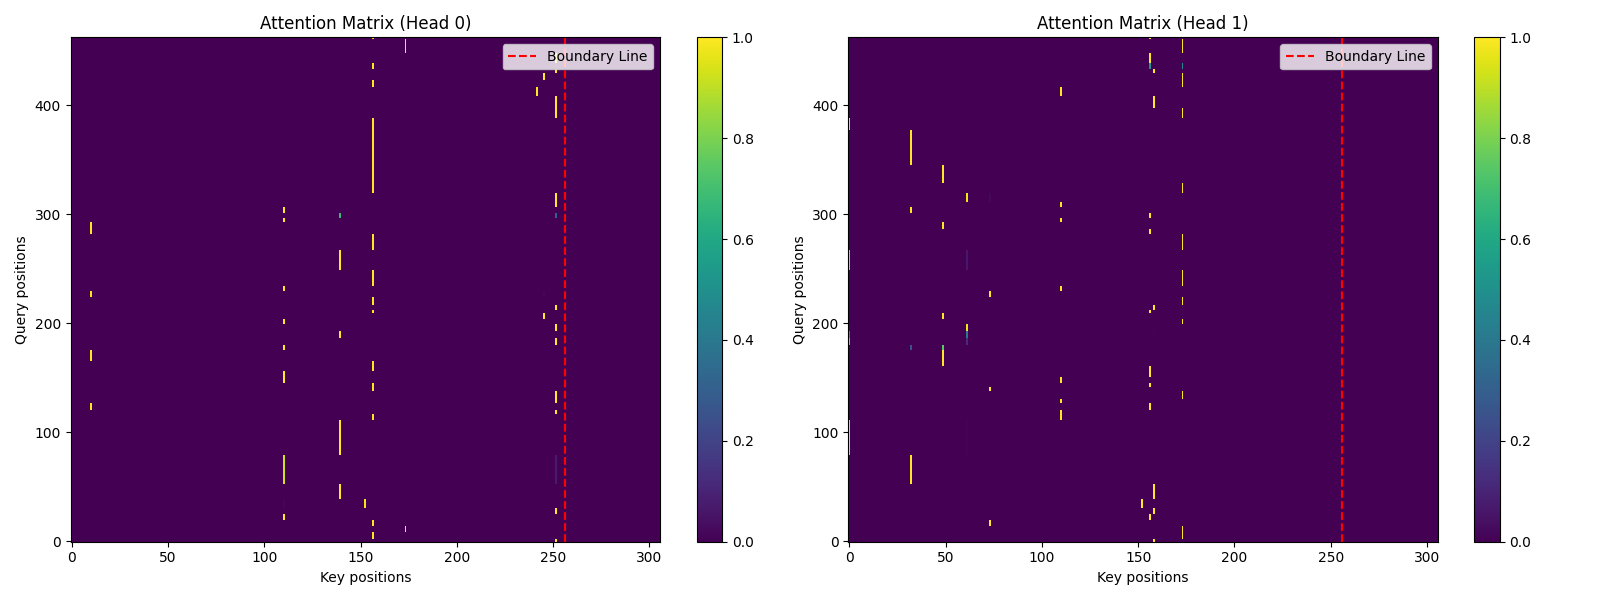 Attention Matrix (Head 0)
Boundary Line
Query positions
400
300
200
100
0
0 50 100 150 200 250 300
Key positions
1.0
0.8
0.6
0.4
0.2
0.0
Attention Matrix (Head 1)
Boundary Line
Query positions
400
300
200
100
0
0 50 100 150 200 250 300
Key positions
1.0
0.8
0.6
0.4
0.2
0.0